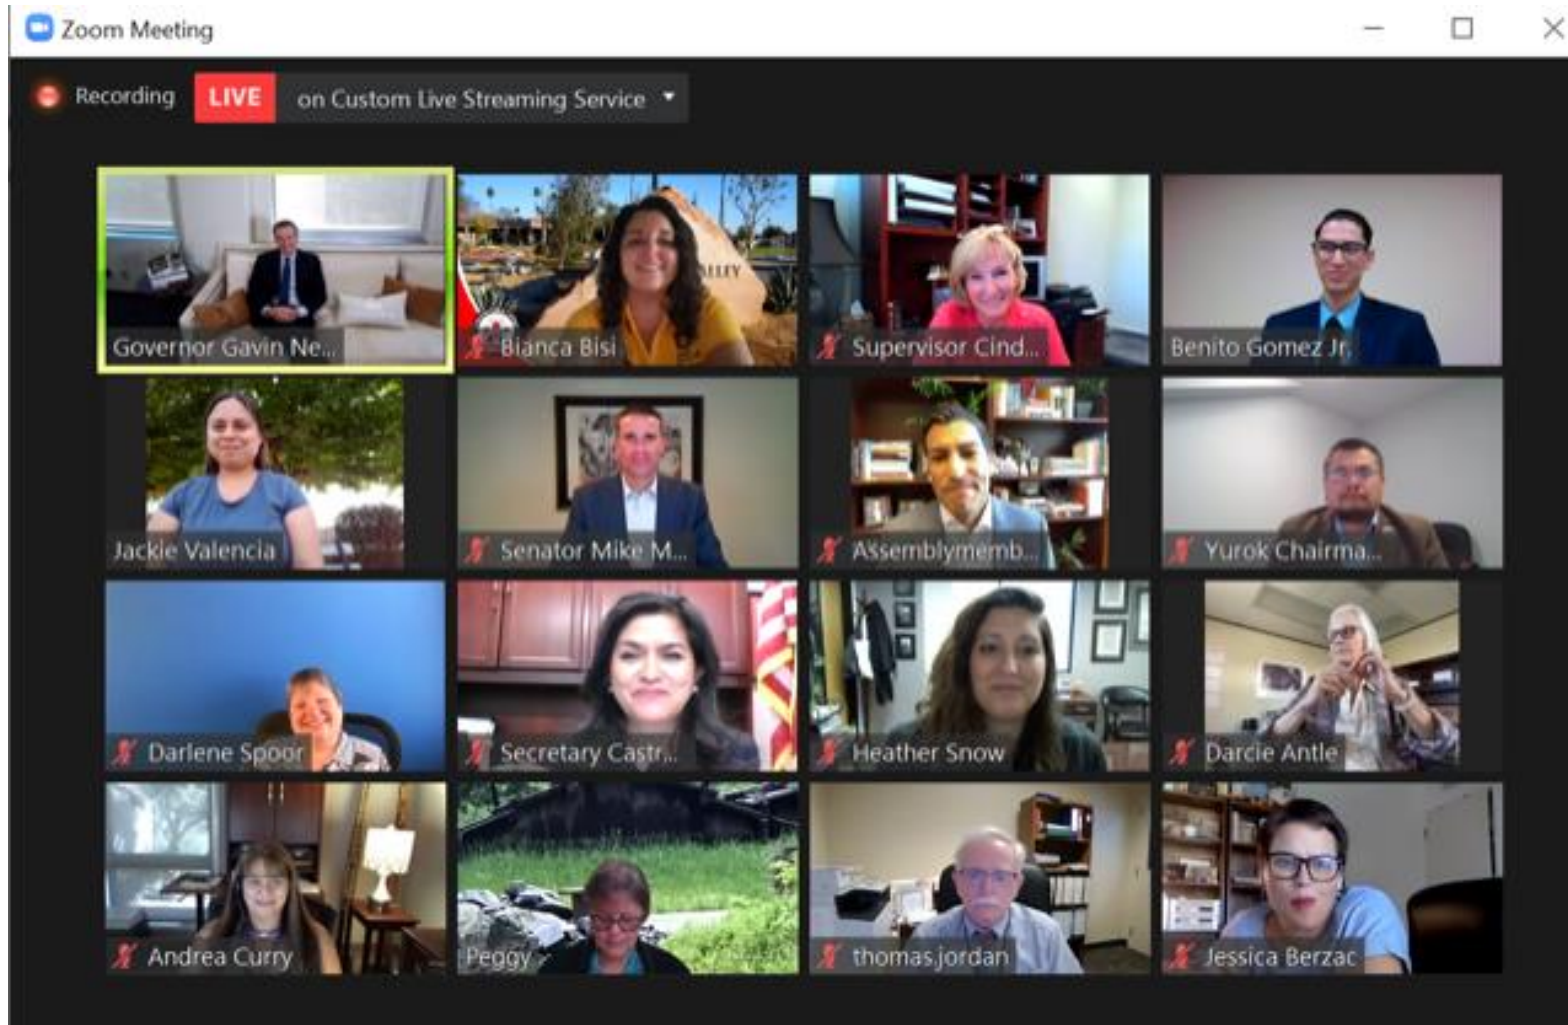 Zoom Meeting
Recording
LIVE
on Custom Live Streaming Service
ALLEY
Governor Gavin Ne...
Bianca Bisi
Supervisor Cind...
Benito Gomez Jr.
Jackie Valencia
Senator Mike M...
Assemblymemb...
Yurok Chairma...
Darlene Spoor
Secretary Castr...
Heather Snow
Darcie Antle
Andrea Curry
Peggy
thomas.jordan
Jessica Berzac